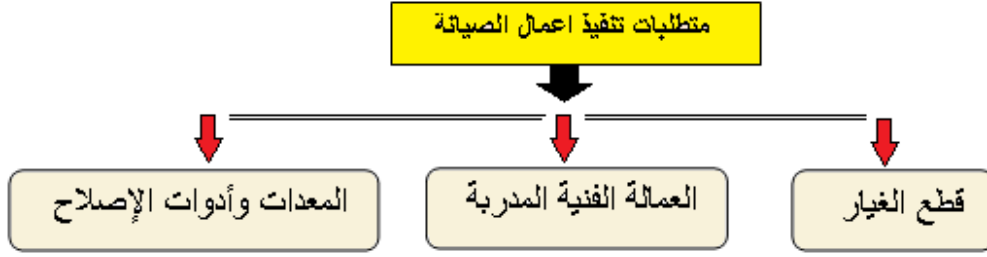 متطلبات تنفيذ اعمال الصيانة
قطع الغيار
العمالة الفنية المدربة
المعدات وأدوات الإصلاح